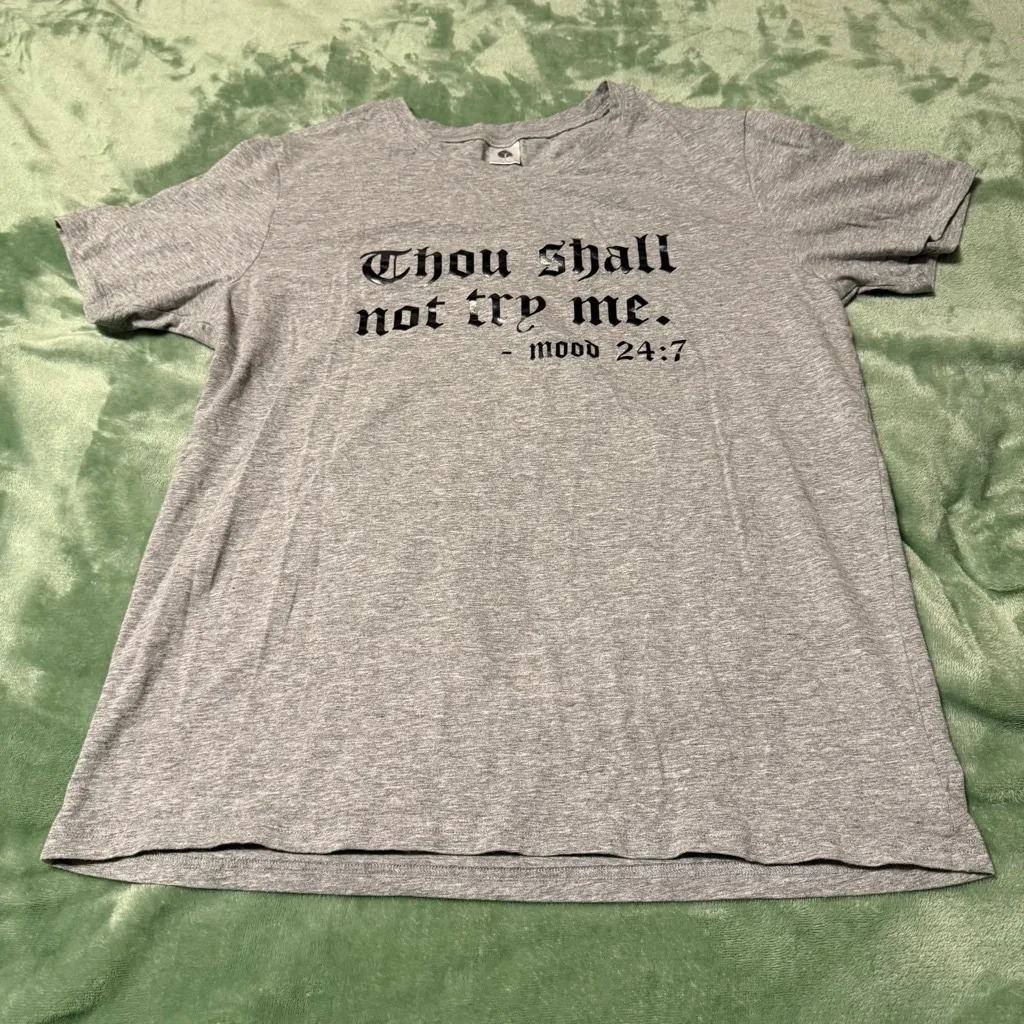 Thou shall
not try me.
- mood 24:7